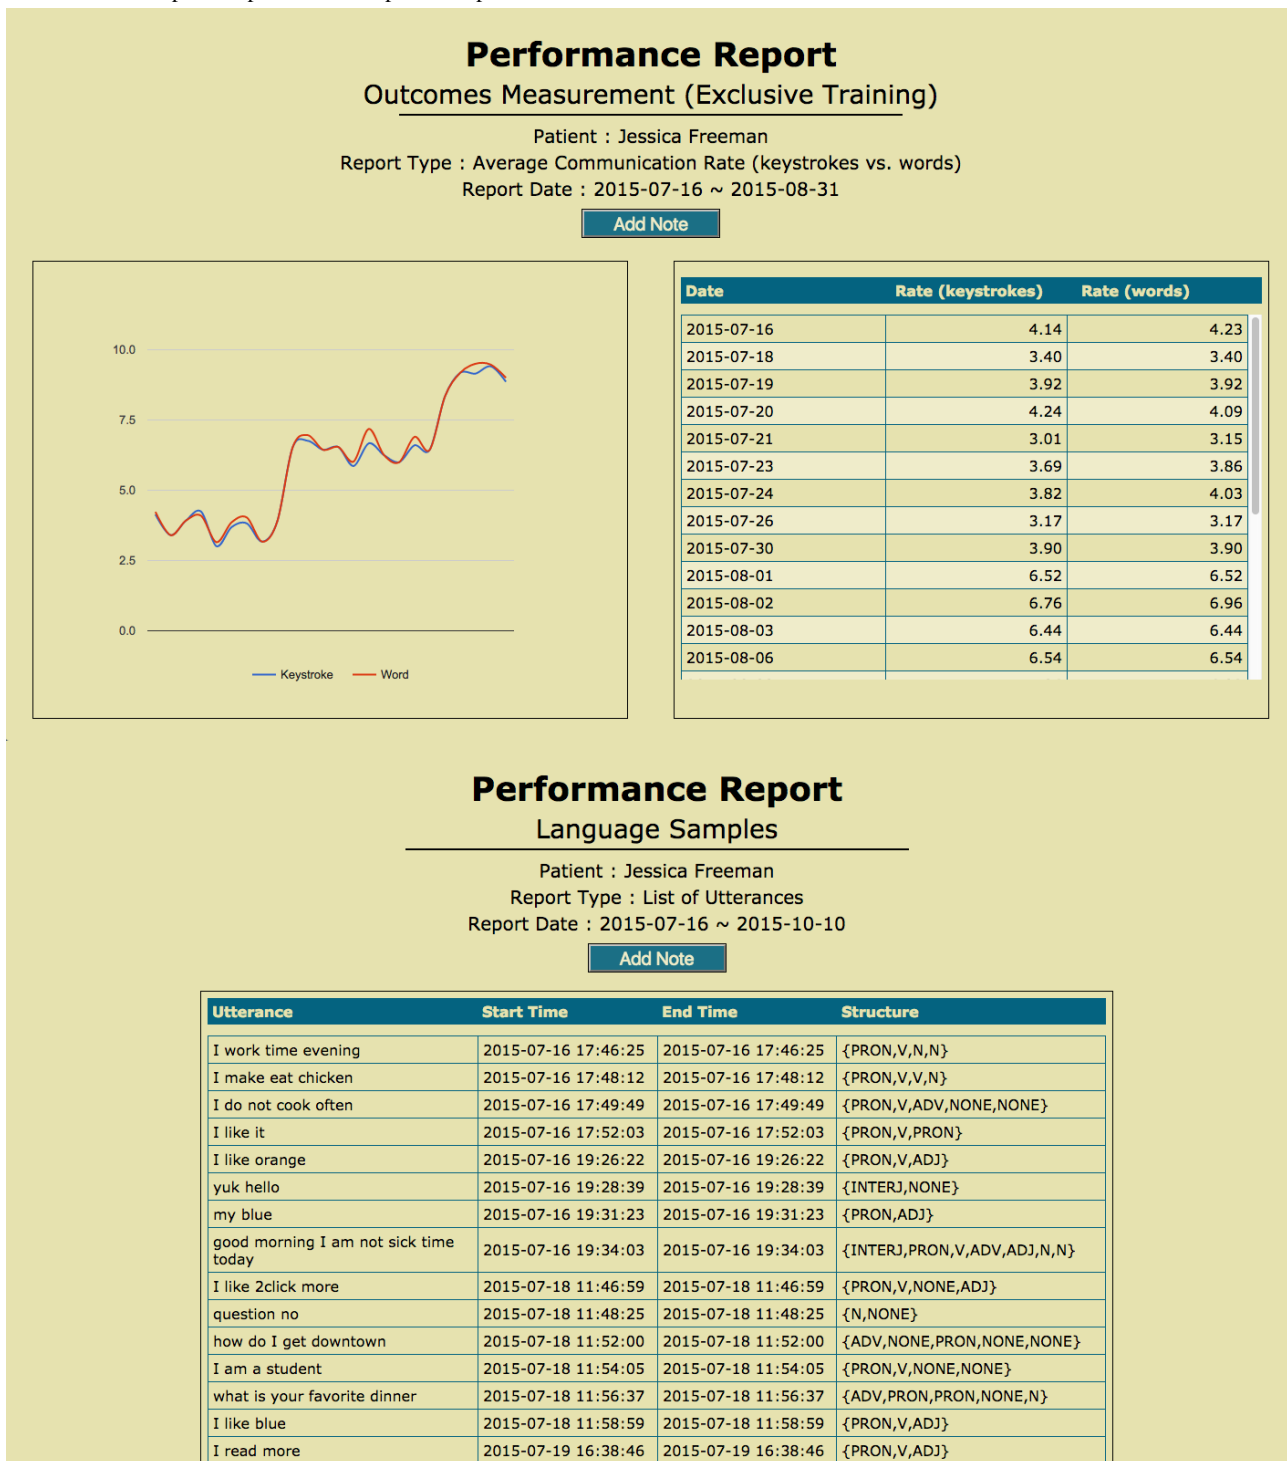 Performance Report
Outcomes Measurement (Exclusive Training)
Patient : Jessica Freeman
Report Type : Average Communication Rate (keystrokes vs. words)
Report Date : 2015-07-16 ~ 2015-08-31
Add Note
10.0
7.5
5.0
2.5
0.0
Keystroke Word
Date Rate (keystrokes) Rate (words)
2015-07-16 4.14 4.23
2015-07-18 3.40 3.40
2015-07-19 3.92 3.92
2015-07-20 4.24 4.09
2015-07-21 3.01 3.15
2015-07-23 3.69 3.86
2015-07-24 3.82 4.03
2015-07-26 3.17 3.17
2015-07-30 3.90 3.90
2015-08-01 6.52 6.52
2015-08-02 6.76 6.96
2015-08-03 6.44 6.44
2015-08-06 6.54 6.54
Performance Report
Language Samples
Patient : Jessica Freeman
Report Type : List of Utterances
Report Date : 2015-07-16 ~ 2015-10-10
Add Note
Utterance Start Time End Time Structure
I work time evening 2015-07-16 17:46:25 2015-07-16 17:46:25 {PRON,V,N,N}
I make eat chicken 2015-07-16 17:48:12 2015-07-16 17:48:12 {PRON,V,V,N}
I do not cook often 2015-07-16 17:49:49 2015-07-16 17:49:49 {PRON,V,ADV,NONE,NONE}
I like it 2015-07-16 17:52:03 2015-07-16 17:52:03 {PRON,V,PRON}
I like orange 2015-07-16 19:26:22 2015-07-16 19:26:22 {PRON,V,ADJ}
yuk hello 2015-07-16 19:28:39 2015-07-16 19:28:39 {INTERJ,NONE}
my blue 2015-07-16 19:31:23 2015-07-16 19:31:23 {PRON,ADJ}
good morning I am not sick time
today 2015-07-16 19:34:03 2015-07-16 19:34:03 {INTERJ,PRON,V,ADV,ADJ,N,N}
I like 2click more 2015-07-18 11:46:59 2015-07-18 11:46:59 {PRON,V,NONE,ADJ}
question no 2015-07-18 11:48:25 2015-07-18 11:48:25 {N,NONE}
how do I get downtown 2015-07-18 11:52:00 2015-07-18 11:52:00 {ADV,NONE,PRON,NONE,NONE}
I am a student 2015-07-18 11:54:05 2015-07-18 11:54:05 {PRON,V,NONE,NONE}
what is your favorite dinner 2015-07-18 11:56:37 2015-07-18 11:56:37 {ADV,PRON,PRON,NONE,N}
I like blue 2015-07-18 11:58:59 2015-07-18 11:58:59 {PRON,V,ADJ}
I read more 2015-07-19 16:38:46 2015-07-19 16:38:46 {PRON,V,ADJ}